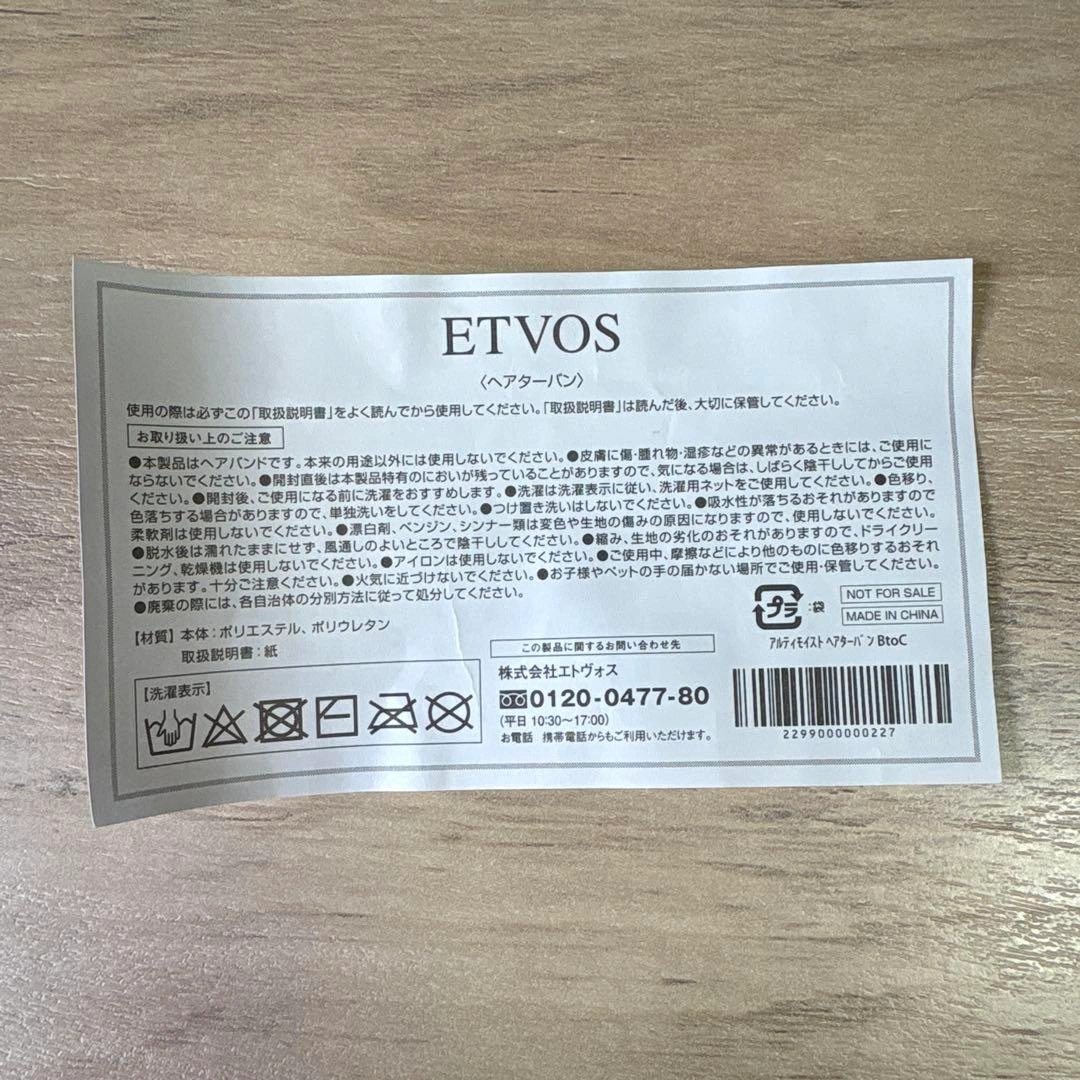 ETVOS
〈ヘアターバン〉
使用の際は必ずこの「取扱説明書」をよく読んでから使用してください。「取扱説明書」は読んだ後、大切に保管してください。
お取り扱い上のご注意
●本製品はヘアバンドです。本来の用途以外には使用しないでください。●皮膚に傷・腫れ物・湿疹などの異常があるときには、ご使用に
ならないでください。●開封直後は本製品特有のにおいが残っていることがありますので、気になる場合は、しばらく陰干ししてからご使用
ください。●開封後、ご使用になる前に洗濯をおすすめします。●洗濯は洗濯表示に従い、洗濯用ネットをご使用してください。●色移り、
色落ちする場合がありますので、単独洗いをしてください。●つけ置き洗いはしないでください。●吸水性が落ちるおそれがありますので
柔軟剤は使用しないでください。●漂白剤、ベンジン、シンナー類は変色や生地の傷みの原因になりますので、使用しないでください。
●脱水後は濡れたままにせず、風通しのよいところで陰干ししてください。●縮み、生地の劣化のおそれがありますので、ドライクリー
ニング、乾燥機は使用しないでください。●アイロンは使用しないでください。●ご使用中、摩擦などにより他のものに色移りするおそれ
があります。十分ご注意ください。●火気に近づけないでください。●お子様やペットの手の届かない場所でご使用・保管してください。
●廃棄の際には、各自治体の分別方法に従って処分してください。
【材質】本体：ポリエステル、ポリウレタン
取扱説明書：紙
【洗濯表示】
この製品に関するお問い合わせ先
株式会社エトヴォス
0120-0477-80
(平日 10:30〜17:00)
お電話 携帯電話からもご利用いただけます。
プラ :袋
NOT FOR SALE
MADE IN CHINA
ｱﾙﾃｨﾓｲｽﾄ ﾍｱﾀｰﾊﾞﾝ BtoC
2299000000227